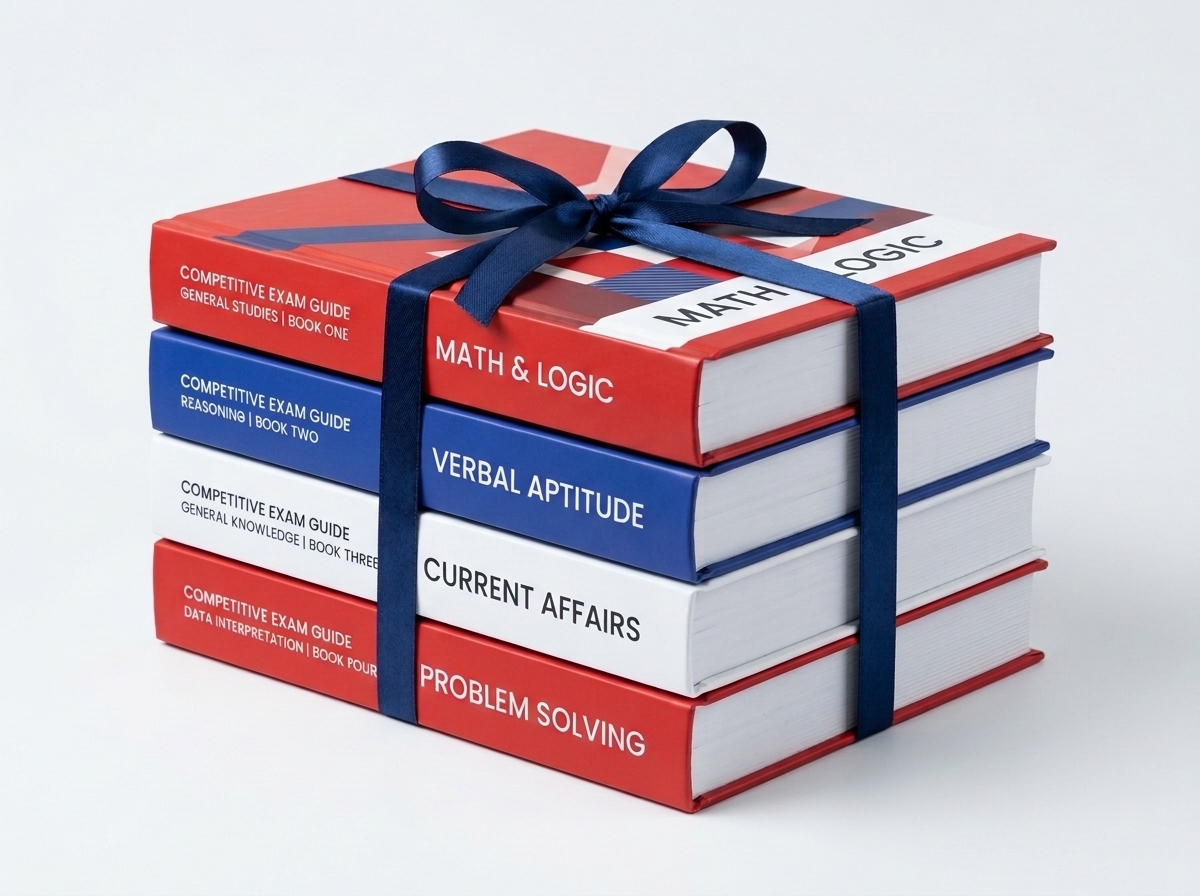 MATH LOGIC
COMPETITIVE EXAM GUIDE
GENERAL STUDIES | BOOK ONE
MATH & LOGIC
COMPETITIVE EXAM GUIDE
REASONING | BOOK TWO
VERBAL APTITUDE
COMPETITIVE EXAM GUIDE
GENERAL KNOWLEDGE | BOOK THREE
CURRENT AFFAIRS
COMPETITIVE EXAM GUIDE
DATA INTERPRETATION | BOOK POUR
PROBLEM SOLVING